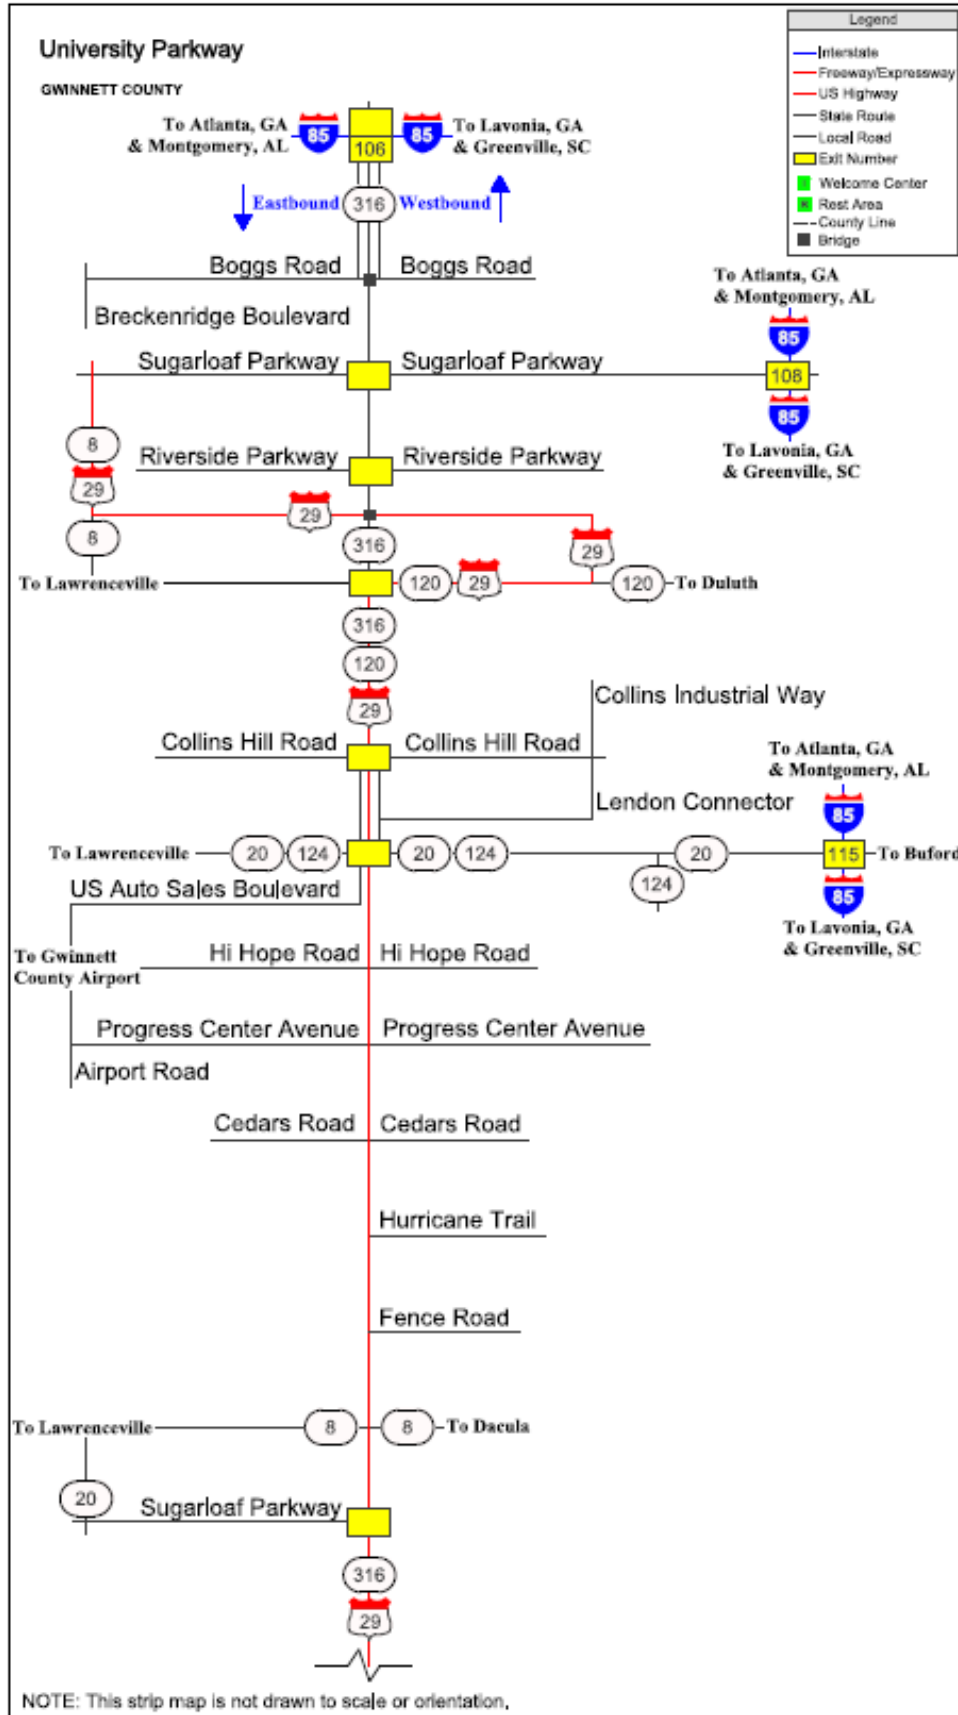 University Parkway
GWINNETT COUNTY
Legend
Interstate
Freeway/Expressway
US Highway
State Route
Local Road
Exit Number
Welcome Center
Rest Area
County Line
Bridge
To Atlanta, GA
& Montgomery, AL
85
106
85
To Lavonia, GA
& Greenville, SC
Eastbound
316
Westbound
Boggs Road
Boggs Road
Breckenridge Boulevard
To Atlanta, GA
& Montgomery, AL
85
Sugarloaf Parkway
Sugarloaf Parkway
108
85
To Lavonia, GA
& Greenville, SC
8
Riverside Parkway
Riverside Parkway
29
29
8
316
29
To Lawrenceville
120
29
120
To Duluth
316
120
29
Collins Industrial Way
Collins Hill Road
Collins Hill Road
To Atlanta, GA
& Montgomery, AL
Lendon Connector
85
To Lawrenceville
20
124
20
124
20
115
To Buford
124
85
US Auto Sales Boulevard
To Lavonia, GA
& Greenville, SC
To Gwinnett
County Airport
Hi Hope Road
Hi Hope Road
Progress Center Avenue
Progress Center Avenue
Airport Road
Cedars Road
Cedars Road
Hurricane Trail
Fence Road
To Lawrenceville
8
8
To Dacula
20
Sugarloaf Parkway
316
29
NOTE: This strip map is not drawn to scale or orientation.